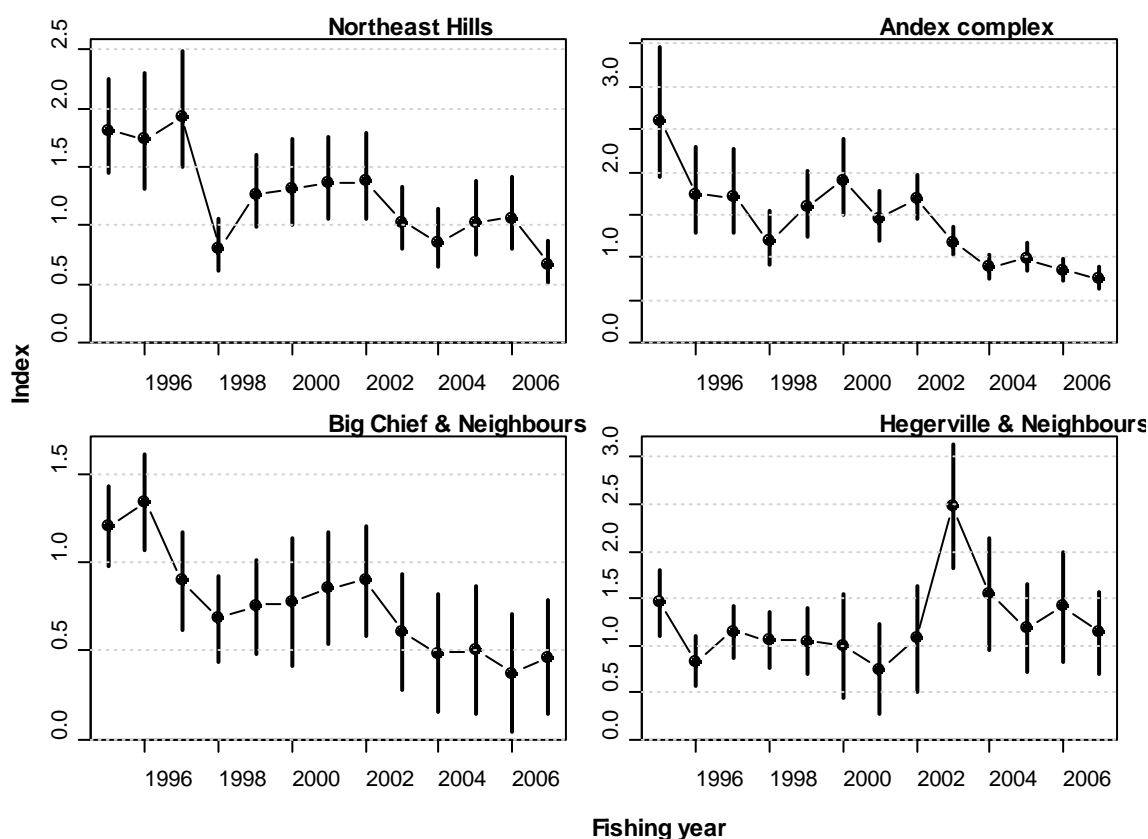 Northeast Hills
Andex complex
2.5
2.0
1.5
1.0
0.5
0.0
3.0
2.0
1.0
0.0
1996 1998 2000 2002 2004 2006
1996 1998 2000 2002 2004 2006
Index
Big Chief & Neighbours
Hegerville & Neighbours
1.5
1.0
0.5
0.0
3.0
2.5
2.0
1.5
1.0
0.5
0.0
1996 1998 2000 2002 2004 2006
1996 1998 2000 2002 2004 2006
Fishing year